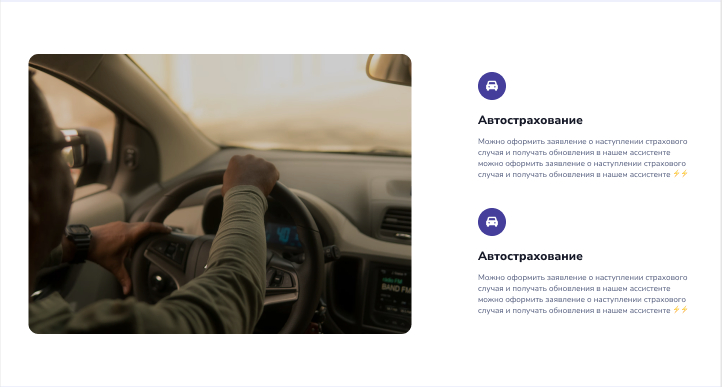 Автострахование
Можно оформить заявление о наступлении страхового
случая и получать обновления в нашем ассистенте
можно оформить заявление о наступлении страхового
случая и получать обновления в нашем ассистенте ⚡⚡
Автострахование
Можно оформить заявление о наступлении страхового
случая и получать обновления в нашем ассистенте
можно оформить заявление о наступлении страхового
случая и получать обновления в нашем ассистенте ⚡⚡